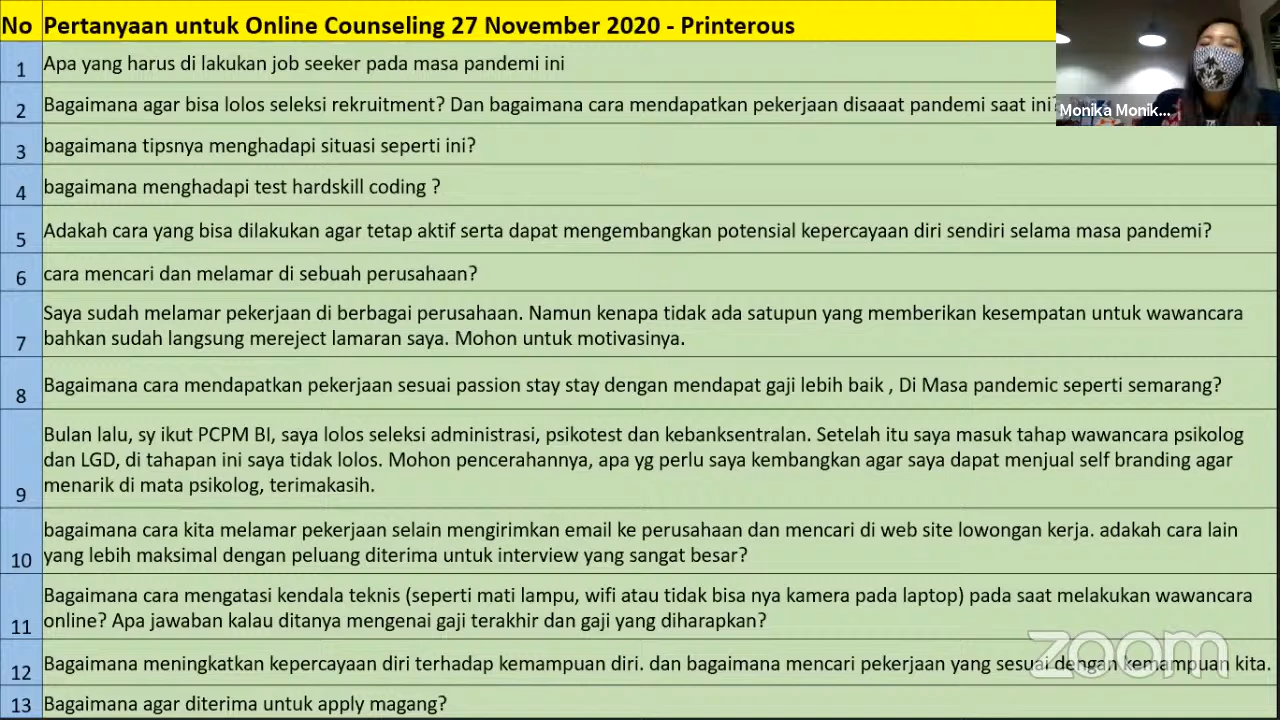 No Pertanyaan untuk Online Counseling 27 November 2020 - Printerous
1 Apa yang harus di lakukan job seeker pada masa pandemi ini
2 Bagaimana agar bisa lolos seleksi rekruitment? Dan bagaimana cara mendapatkan pekerjaan disaaat pandemi saat ini?
Monika Monik...
3 bagaimana tipsnya menghadapi situasi seperti ini?
4 bagaimana menghadapi test hardskill coding ?
5 Adakah cara yang bisa dilakukan agar tetap aktif serta dapat mengembangkan potensial kepercayaan diri sendiri selama masa pandemi?
6 cara mencari dan melamar di sebuah perusahaan?
7 Saya sudah melamar pekerjaan di berbagai perusahaan. Namun kenapa tidak ada satupun yang memberikan kesempatan untuk wawancara
bahkan sudah langsung mereject lamaran saya. Mohon untuk motivasinya.
8 Bagaimana cara mendapatkan pekerjaan sesuai passion stay stay dengan mendapat gaji lebih baik , Di Masa pandemic seperti semarang?
9 Bulan lalu, sy ikut PCPM BI, saya lolos seleksi administrasi, psikotest dan kebanksentralan. Setelah itu saya masuk tahap wawancara psikolog
dan LGD, di tahapan ini saya tidak lolos. Mohon pencerahannya, apa yg perlu saya kembangkan agar saya dapat menjual self branding agar
menarik di mata psikolog, terimakasih.
10 bagaimana cara kita melamar pekerjaan selain mengirimkan email ke perusahaan dan mencari di web site lowongan kerja. adakah cara lain
yang lebih maksimal dengan peluang diterima untuk interview yang sangat besar?
11 Bagaimana cara mengatasi kendala teknis (seperti mati lampu, wifi atau tidak bisa nya kamera pada laptop) pada saat melakukan wawancara
online? Apa jawaban kalau ditanya mengenai gaji terakhir dan gaji yang diharapkan?
12 Bagaimana meningkatkan kepercayaan diri terhadap kemampuan diri. dan bagaimana mencari pekerjaan yang sesuai dengan kemampuan kita.
zoom
13 Bagaimana agar diterima untuk apply magang?